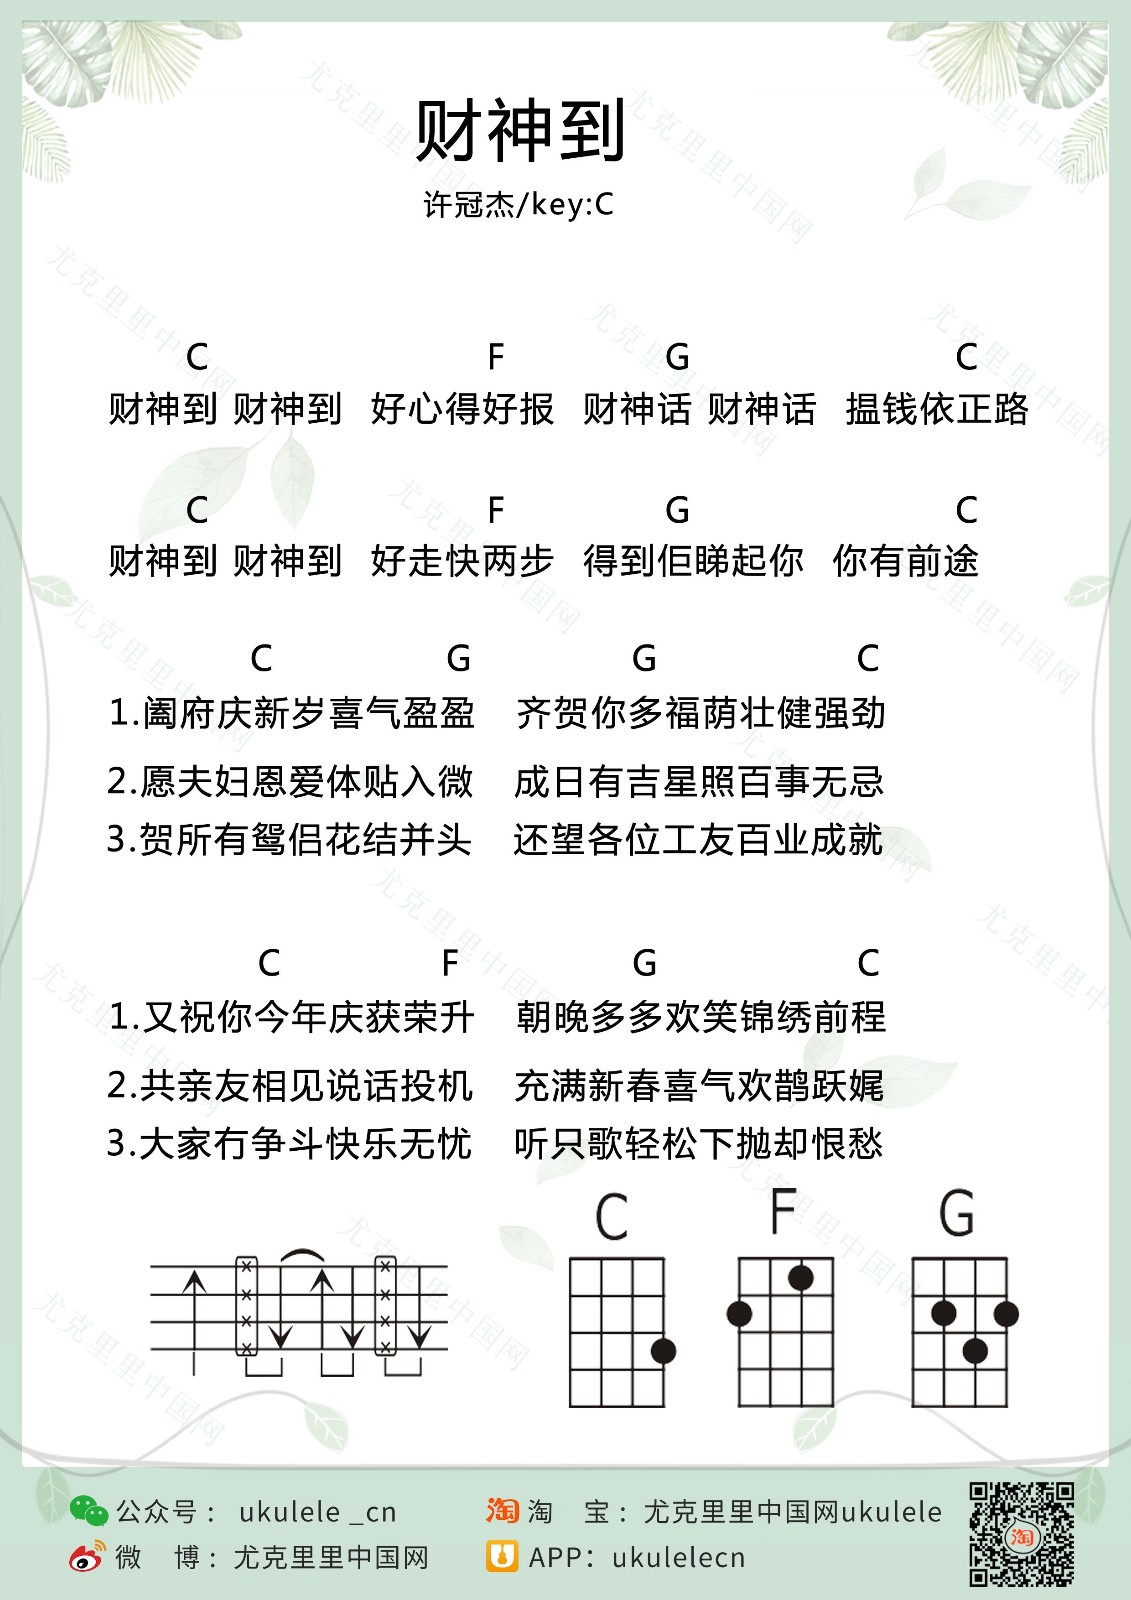 财神到
许冠杰/key:C
C F G C
财神到 财神到 好心得好报 财神话 财神话 揾钱依正路
C F G C
财神到 财神到 好走快两步 得到佢睇起你 你有前途
C G G C
1.阖府庆新岁喜气盈盈 齐贺你多福荫壮健强劲
2.愿夫妇恩爱体贴入微 成日有吉星照百事无忌
3.贺所有鸳侣花结并头 还望各位工友百业成就
C F G C
1.又祝你今年庆获荣升 朝晚多多欢笑锦绣前程
2.共亲友相见说话投机 充满新春喜气欢鹊跃娓
3.大家冇争斗快乐无忧 听只歌轻松下抛却恨愁
C F G
公众号： ukulele _cn 淘 淘 宝： 尤克里里中国网ukulele
微 博： 尤克里里中国网 APP：ukulelecn
淘
尤克里里中国网